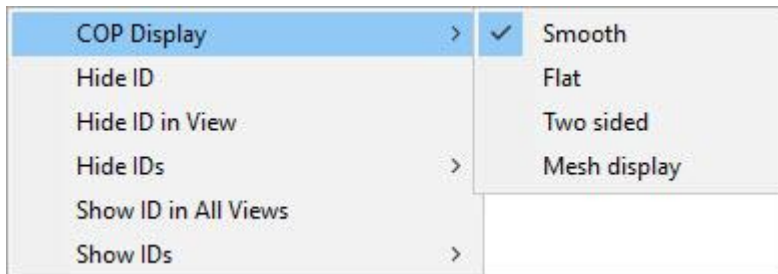 COP Display
Hide ID
Hide ID in View
Hide IDs
Show ID in All Views
Show IDs
Smooth
Flat
Two sided
Mesh display